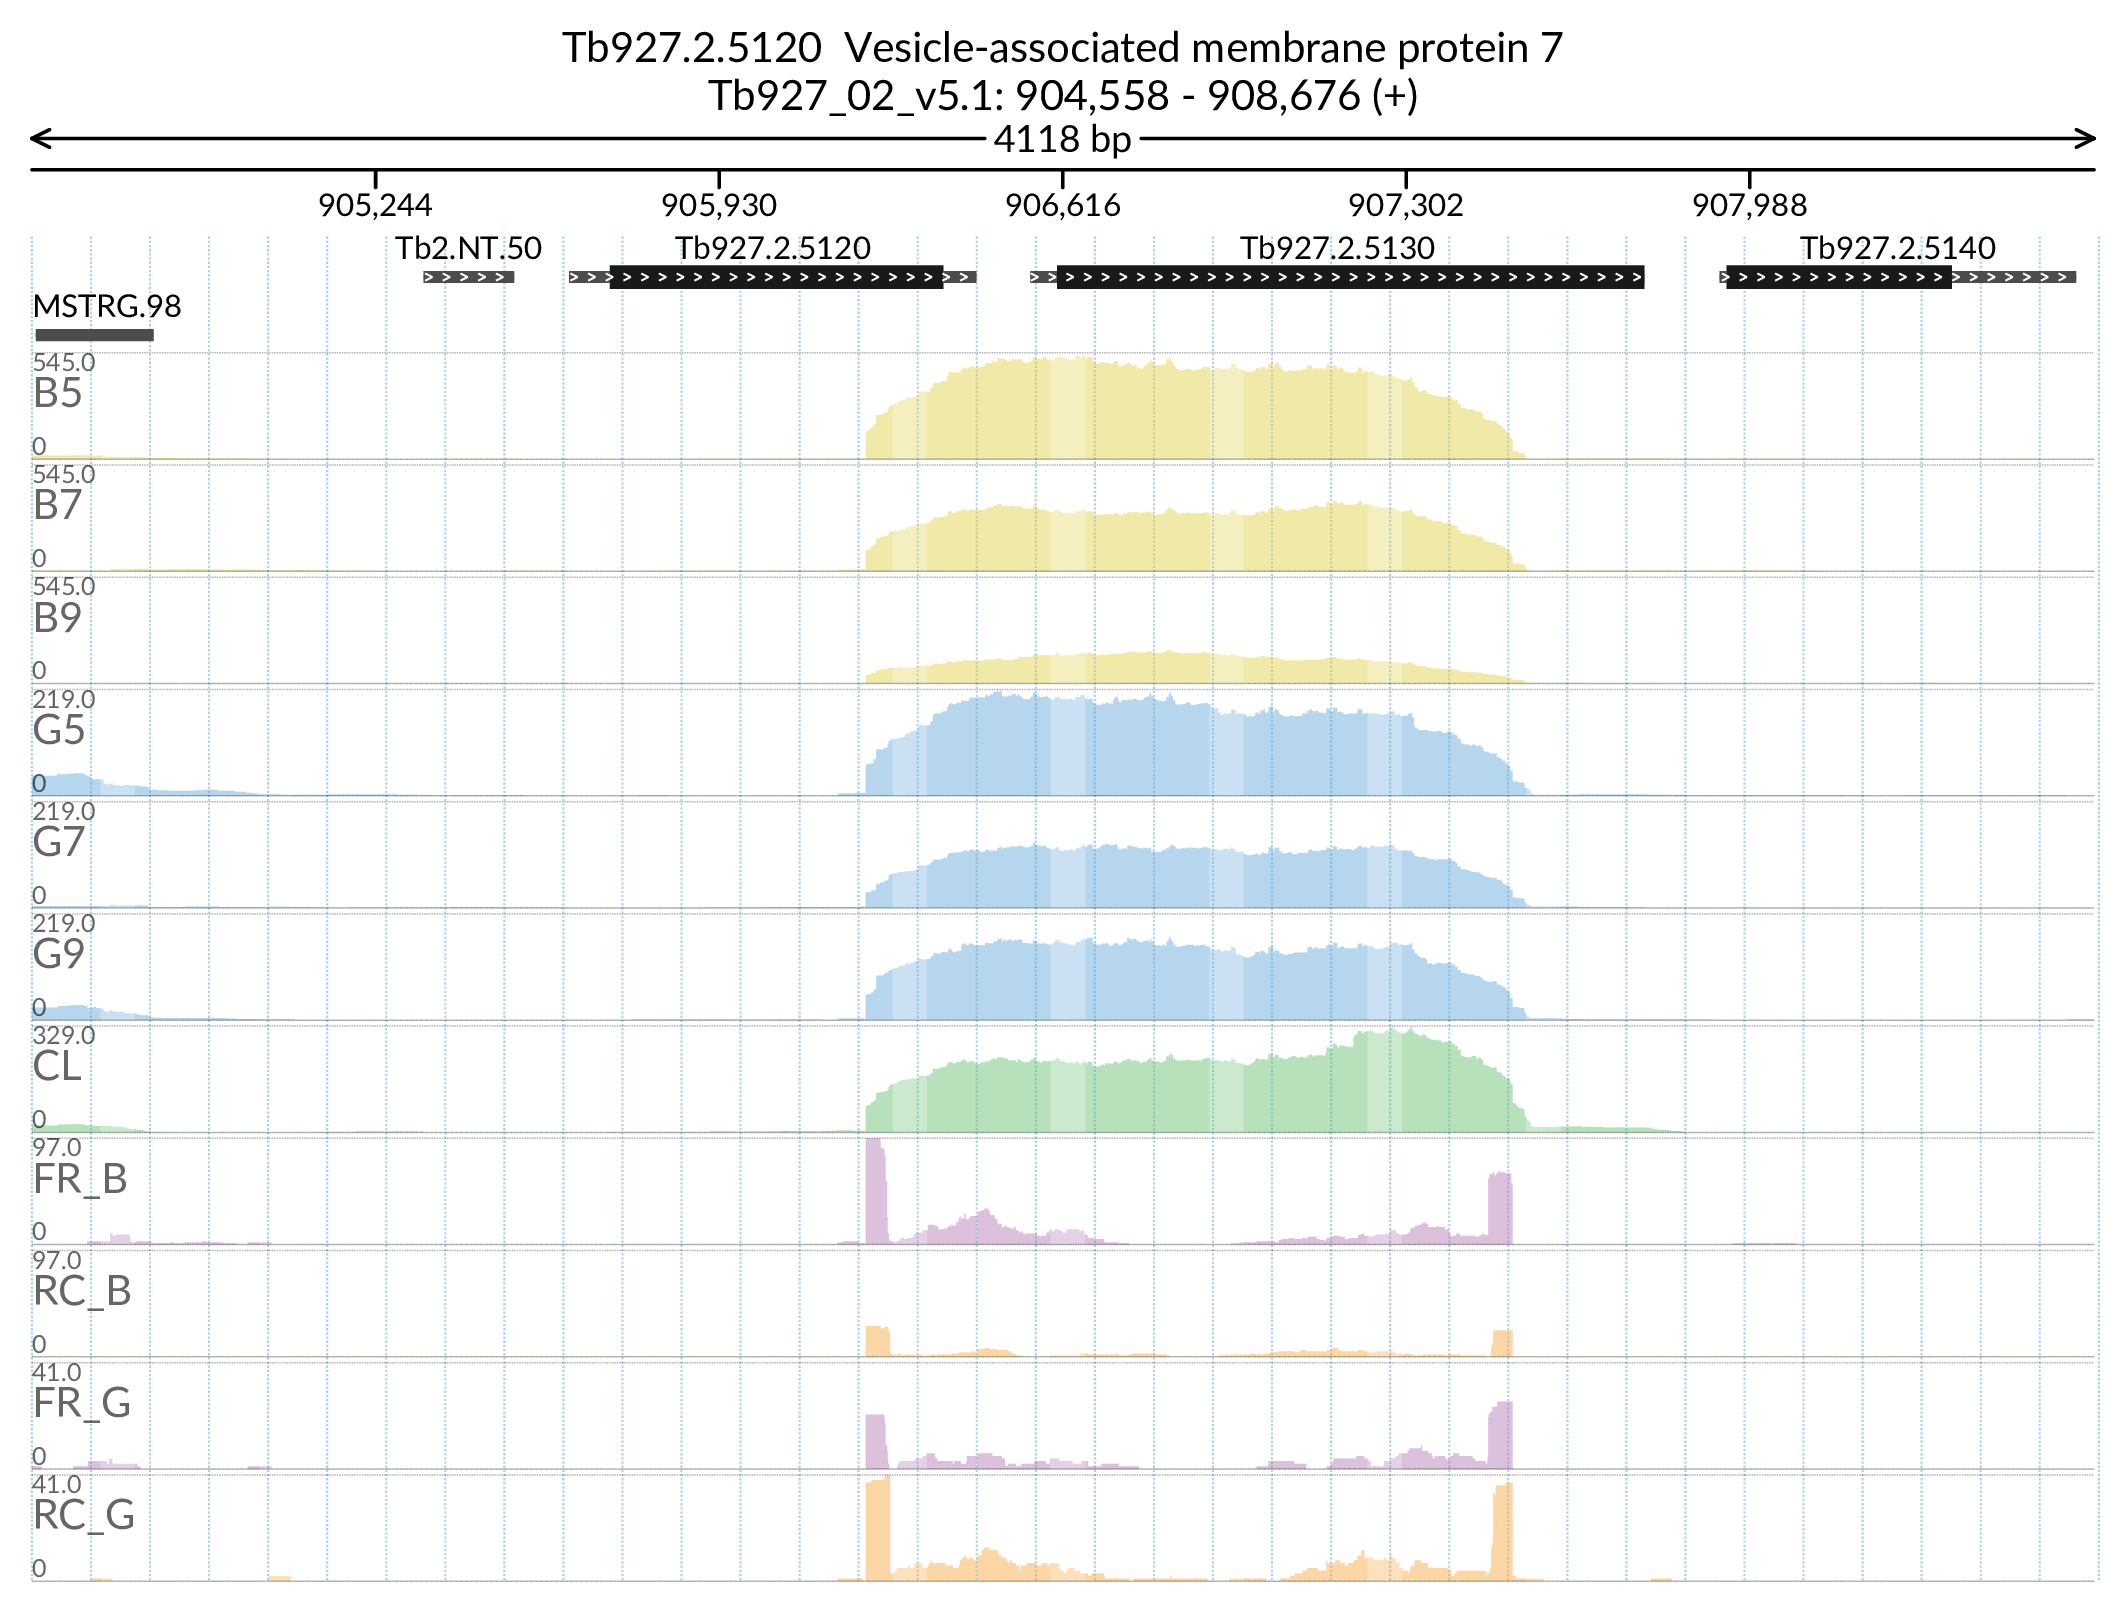 Tb927.2.5120  Vesicle-associated membrane protein 7
Tb927_02_v5.1: 904,558 - 908,676 (+)
4118 bp
905,244 905,930 906,616 907,302 907,988
Tb2.NT.50 Tb927.2.5120 Tb927.2.5130 Tb927.2.5140
MSTRG.98
545.0
B5
0
545.0
B7
0
545.0
B9
0
219.0
G5
0
219.0
G7
0
219.0
G9
0
329.0
CL
0
97.0
FR_B
0
97.0
RC_B
0
41.0
FR_G
0
41.0
RC_G
0